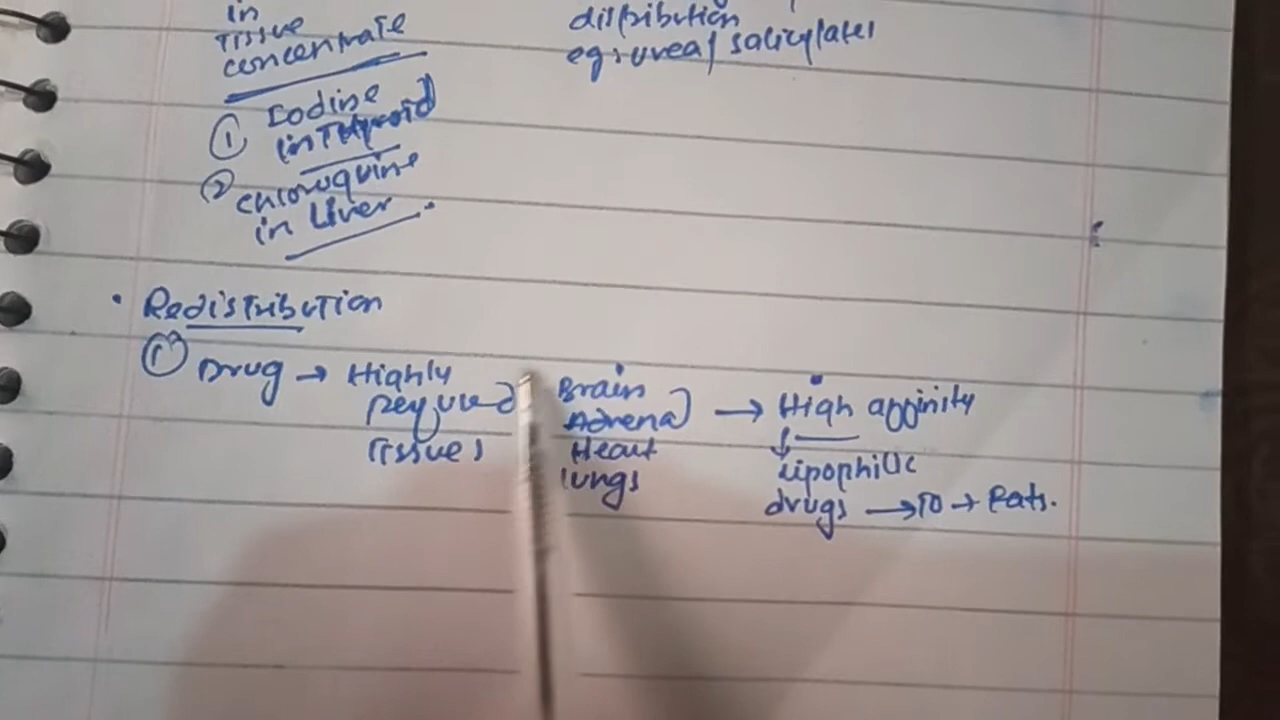 in
Tissue
concentrate
distribution
eg: urea / salicylates
① Iodine
in Thyroid
② Chloroquine
in Liver.
• Redistribution
① Drug → Highly
perfused
Tissues
Brain
Adrenal
Heart
lungs
→ High affinity
↓
lipophilic
drugs → TO → Fats.